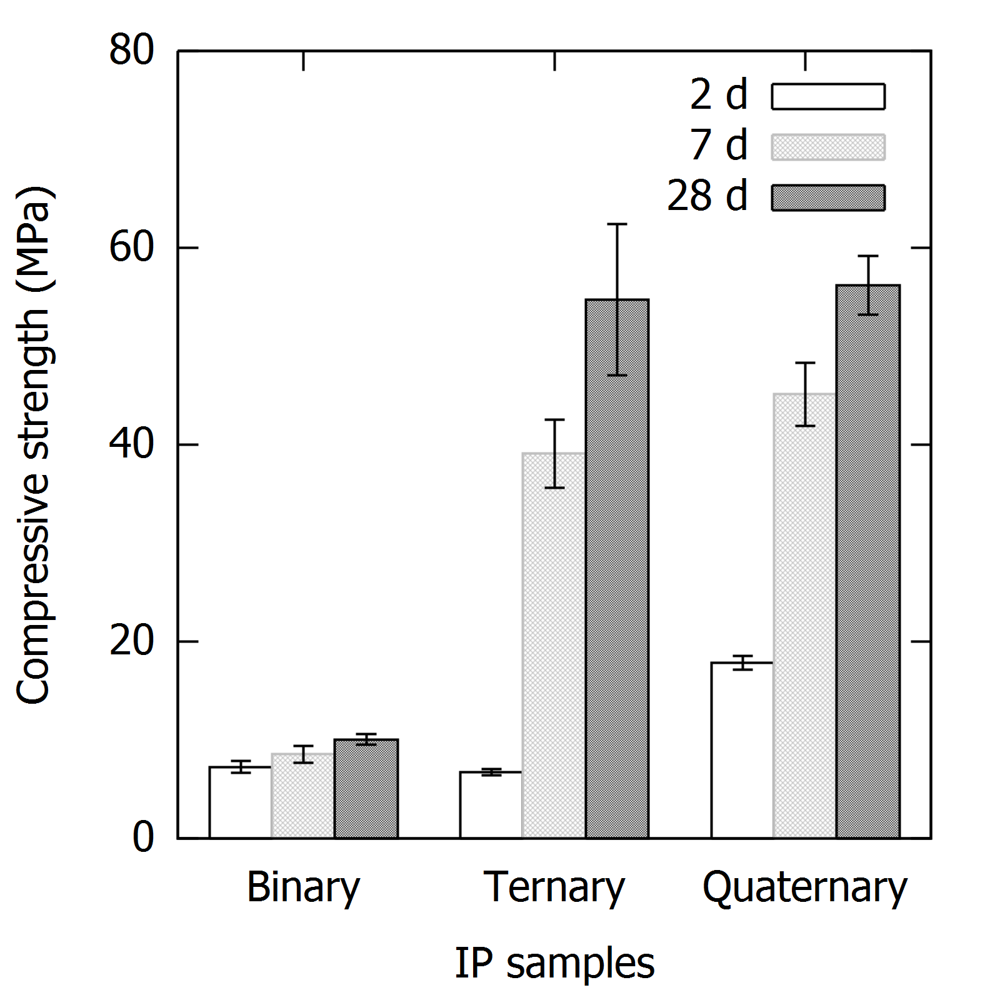 80
60
40
20
0
Compressive strength (MPa)
2 d
7 d
28 d
Binary
Ternary
Quaternary
IP samples